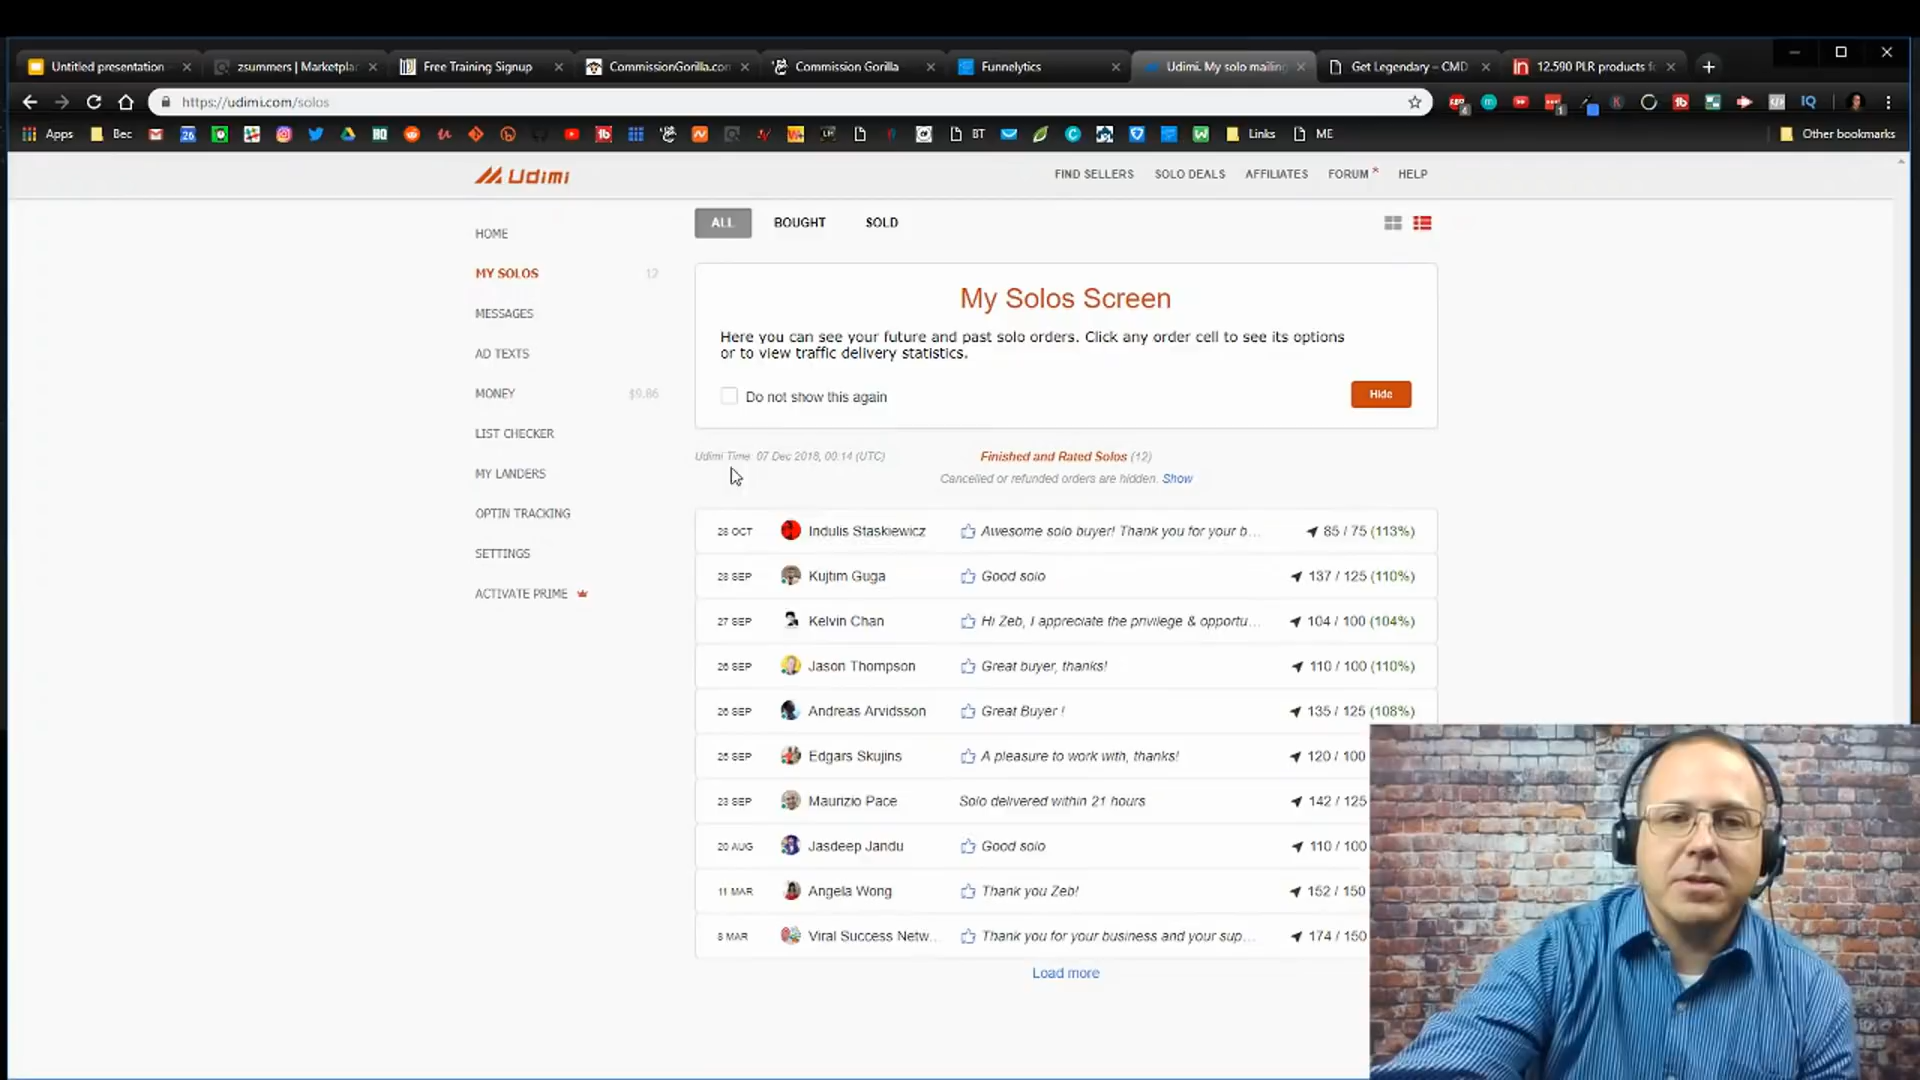 Untitled presentation
zsummers | Marketplac
Free Training Signup
CommissionGorilla.com
Commission Gorilla
Funnelytics
Udimi. My solo mailing
Get Legendary – CMD
12.590 PLR products fo
https://udimi.com/solos
Apps
Bec
BT
Links
ME
Other bookmarks
Udimi
FIND SELLERS
SOLO DEALS
AFFILIATES
FORUM *
HELP
HOME
MY SOLOS 12
MESSAGES
AD TEXTS
MONEY $9.86
LIST CHECKER
MY LANDERS
OPTIN TRACKING
SETTINGS
ACTIVATE PRIME
ALL
BOUGHT
SOLD
My Solos Screen
Here you can see your future and past solo orders. Click any order cell to see its options
or to view traffic delivery statistics.
Do not show this again
Hide
Udimi Time: 07 Dec 2018, 00:14 (UTC)
Finished and Rated Solos (12)
Cancelled or refunded orders are hidden. Show
28 OCT Indulis Staskiewicz Awesome solo buyer! Thank you for your b... 85 / 75 (113%)
28 SEP Kujtim Guga Good solo 137 / 125 (110%)
27 SEP Kelvin Chan Hi Zeb, I appreciate the privilege & opportu... 104 / 100 (104%)
26 SEP Jason Thompson Great buyer, thanks! 110 / 100 (110%)
26 SEP Andreas Arvidsson Great Buyer ! 135 / 125 (108%)
25 SEP Edgars Skujins A pleasure to work with, thanks! 120 / 100
23 SEP Maurizio Pace Solo delivered within 21 hours 142 / 125
20 AUG Jasdeep Jandu Good solo 110 / 100
11 MAR Angela Wong Thank you Zeb! 152 / 150
8 MAR Viral Success Netw... Thank you for your business and your sup... 174 / 150
Load more